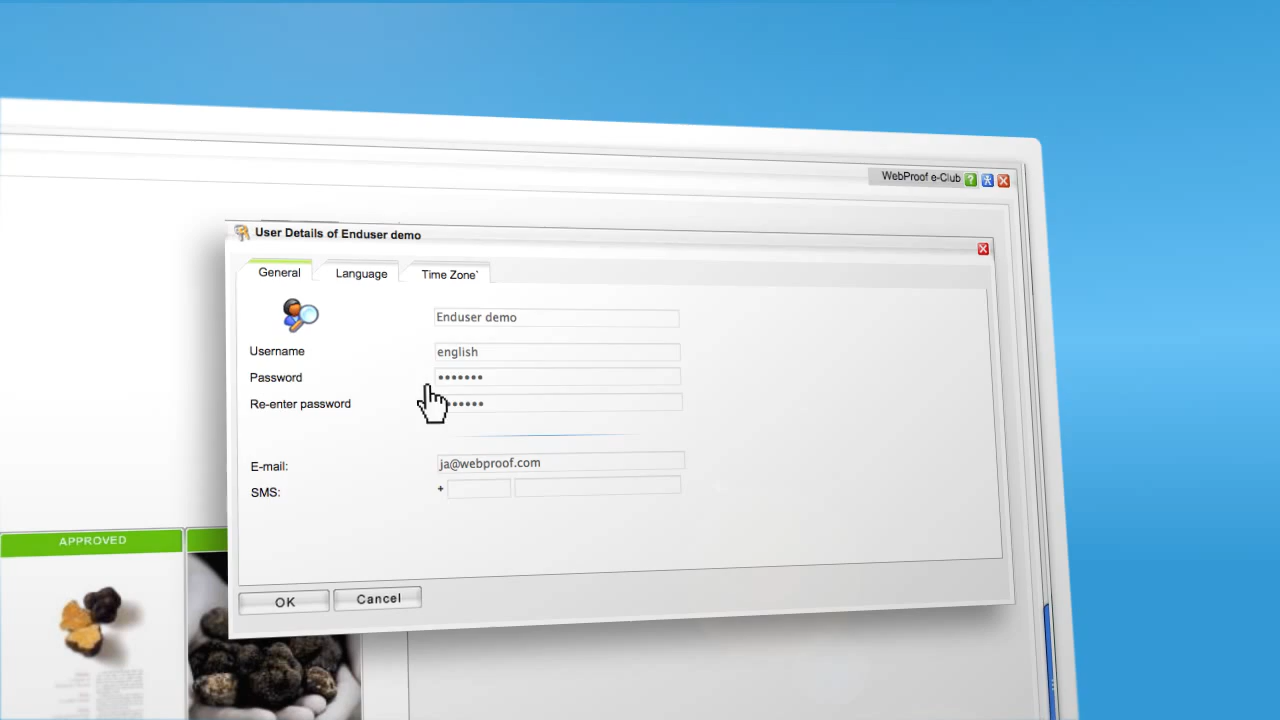 WebProof e-Club
User Details of Enduser demo
General Language Time Zone`
Enduser demo
Username english
Password •••••••
Re-enter password ••••••
E-mail: ja@webproof.com
SMS: +
OK Cancel
APPROVED